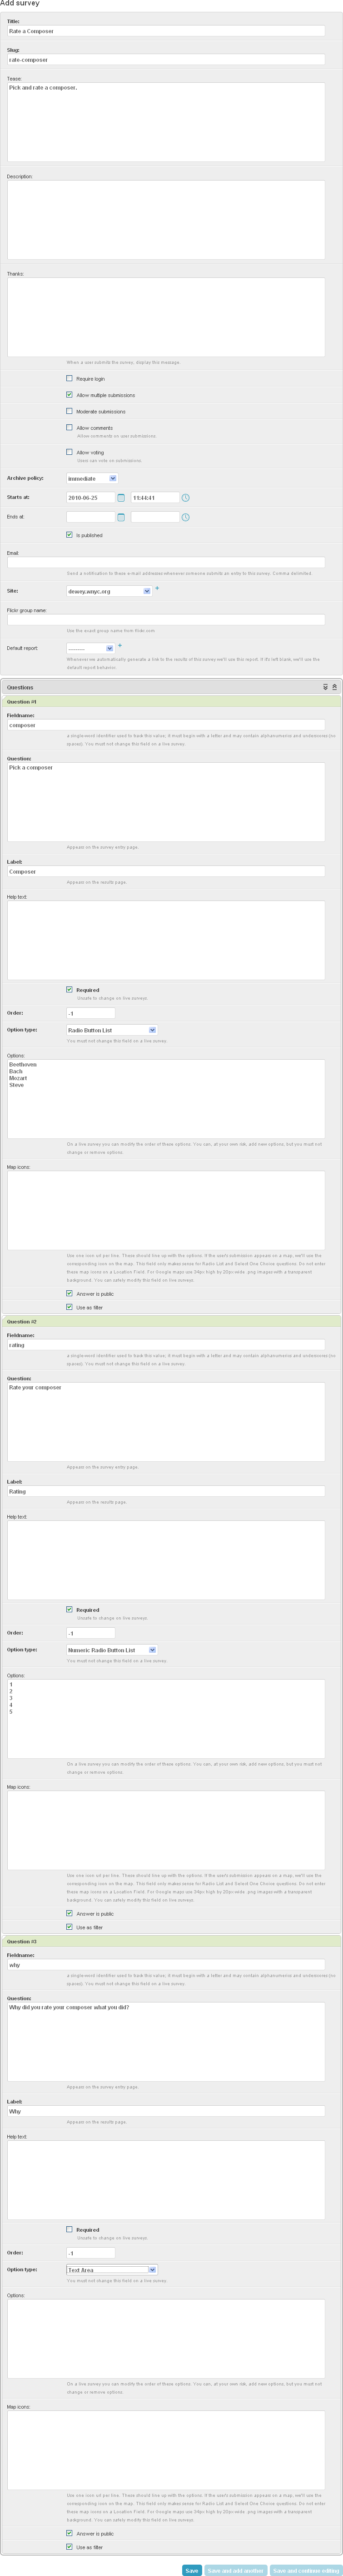 Add survey
Title:
Rate a Composer
Slug:
rate-composer
Tease:
Pick and rate a composer.
Description:
Thanks:
When a user submits the survey, display this message.
Require login
Allow multiple submissions
Moderate submissions
Allow comments
Allow comments on user submissions.
Allow voting
Users can vote on submissions.
Archive policy: immediate
Starts at: 2010-06-25 11:44:41
Ends at:
Is published
Email:
Send a notification to these e-mail addresses whenever someone submits an entry to this survey. Comma delimited.
Site: dewey.wnyc.org
Flickr group name:
Use the exact group name from flickr.com
Default report: ---------
Whenever we automatically generate a link to the results of this survey we'll use this report. If it's left blank, we'll use the
default report behavior.
Questions
Question #1
Fieldname:
composer
a single-word identifier used to track this value; it must begin with a letter and may contain alphanumerics and underscores (no
spaces). You must not change this field on a live survey.
Question:
Pick a composer
Appears on the survey entry page.
Label:
Composer
Appears on the results page.
Help text:
Required
Unsafe to change on live surveys.
Order: -1
Option type: Radio Button List
You must not change this field on a live survey.
Options:
Beethoven
Bach
Mozart
Steve
On a live survey you can modify the order of these options. You can, at your own risk, add new options, but you must not
change or remove options.
Map icons:
Use one icon url per line. These should line up with the options. If the user's submission appears on a map, we'll use the
corresponding icon on the map. This field only makes sense for Radio List and Select One Choice questions. Do not enter
these map icons on a Location Field. For Google maps use 34px high by 20px wide .png images with a transparent
background. You can safely modify this field on live surveys.
Answer is public
Use as filter
Question #2
Fieldname:
rating
a single-word identifier used to track this value; it must begin with a letter and may contain alphanumerics and underscores (no
spaces). You must not change this field on a live survey.
Question:
Rate your composer
Appears on the survey entry page.
Label:
Rating
Appears on the results page.
Help text:
Required
Unsafe to change on live surveys.
Order: -1
Option type: Numeric Radio Button List
You must not change this field on a live survey.
Options:
1
2
3
4
5
On a live survey you can modify the order of these options. You can, at your own risk, add new options, but you must not
change or remove options.
Map icons:
Use one icon url per line. These should line up with the options. If the user's submission appears on a map, we'll use the
corresponding icon on the map. This field only makes sense for Radio List and Select One Choice questions. Do not enter
these map icons on a Location Field. For Google maps use 34px high by 20px wide .png images with a transparent
background. You can safely modify this field on live surveys.
Answer is public
Use as filter
Question #3
Fieldname:
why
a single-word identifier used to track this value; it must begin with a letter and may contain alphanumerics and underscores (no
spaces). You must not change this field on a live survey.
Question:
Why did you rate your composer what you did?
Appears on the survey entry page.
Label:
Why
Appears on the results page.
Help text:
Required
Unsafe to change on live surveys.
Order: -1
Option type: Text Area
You must not change this field on a live survey.
Options:
On a live survey you can modify the order of these options. You can, at your own risk, add new options, but you must not
change or remove options.
Map icons:
Use one icon url per line. These should line up with the options. If the user's submission appears on a map, we'll use the
corresponding icon on the map. This field only makes sense for Radio List and Select One Choice questions. Do not enter
these map icons on a Location Field. For Google maps use 34px high by 20px wide .png images with a transparent
background. You can safely modify this field on live surveys.
Answer is public
Use as filter
Save Save and add another Save and continue editing